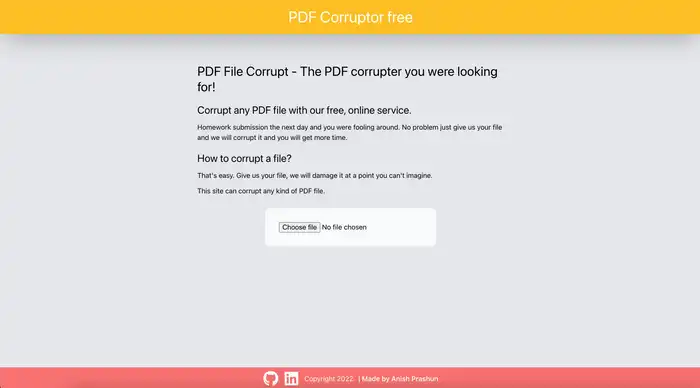 PDF Corruptor free
PDF File Corrupt - The PDF corrupter you were looking
for!
Corrupt any PDF file with our free, online service.
Homework submission the next day and you were fooling around. No problem just give us your file
and we will corrupt it and you will get more time.
How to corrupt a file?
That's easy. Give us your file, we will damage it at a point you can't imagine.
This site can corrupt any kind of PDF file.
Choose file No file chosen
Copyright 2022. | Made by Anish Prashun